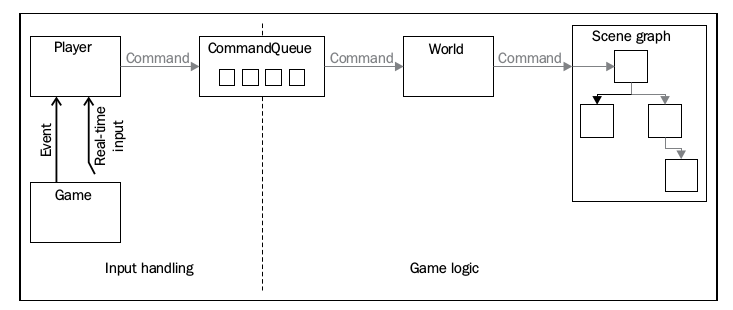 Player
Command
CommandQueue
Command
World
Command
Scene graph
Event
Real-time
input
Game
Input handling
Game logic